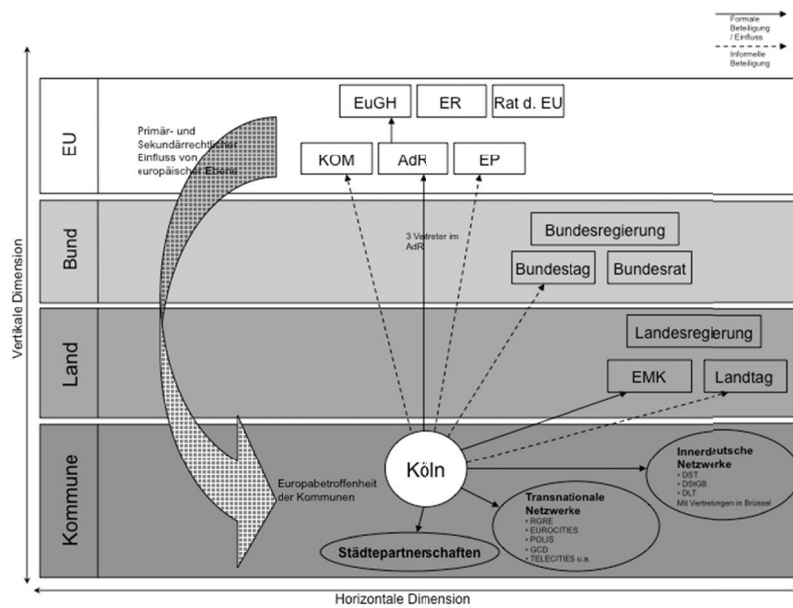 Formale
Beteiligung
/ Einfluss
Informelle
Beteiligung
Vertikale Dimension
EU
Primär- und
Sekundärrechtlicher
Einfluss von
europäischer Ebene
EuGH
ER
Rat d. EU
KOM
AdR
EP
Bund
3 Vertreter im
AdR
Bundesregierung
Bundestag
Bundesrat
Land
Landesregierung
EMK
Landtag
Kommune
Europabetroffenheit
der Kommunen
Köln
Innerdeutsche
Netzwerke
• DST
• DStGB
• DLT
Mit Vertretungen in Brüssel
Transnationale
Netzwerke
• RGRE
• EUROCITIES
• POLIS
• GCD
• TELECITIES u.a.
Städtepartnerschaften
Horizontale Dimension